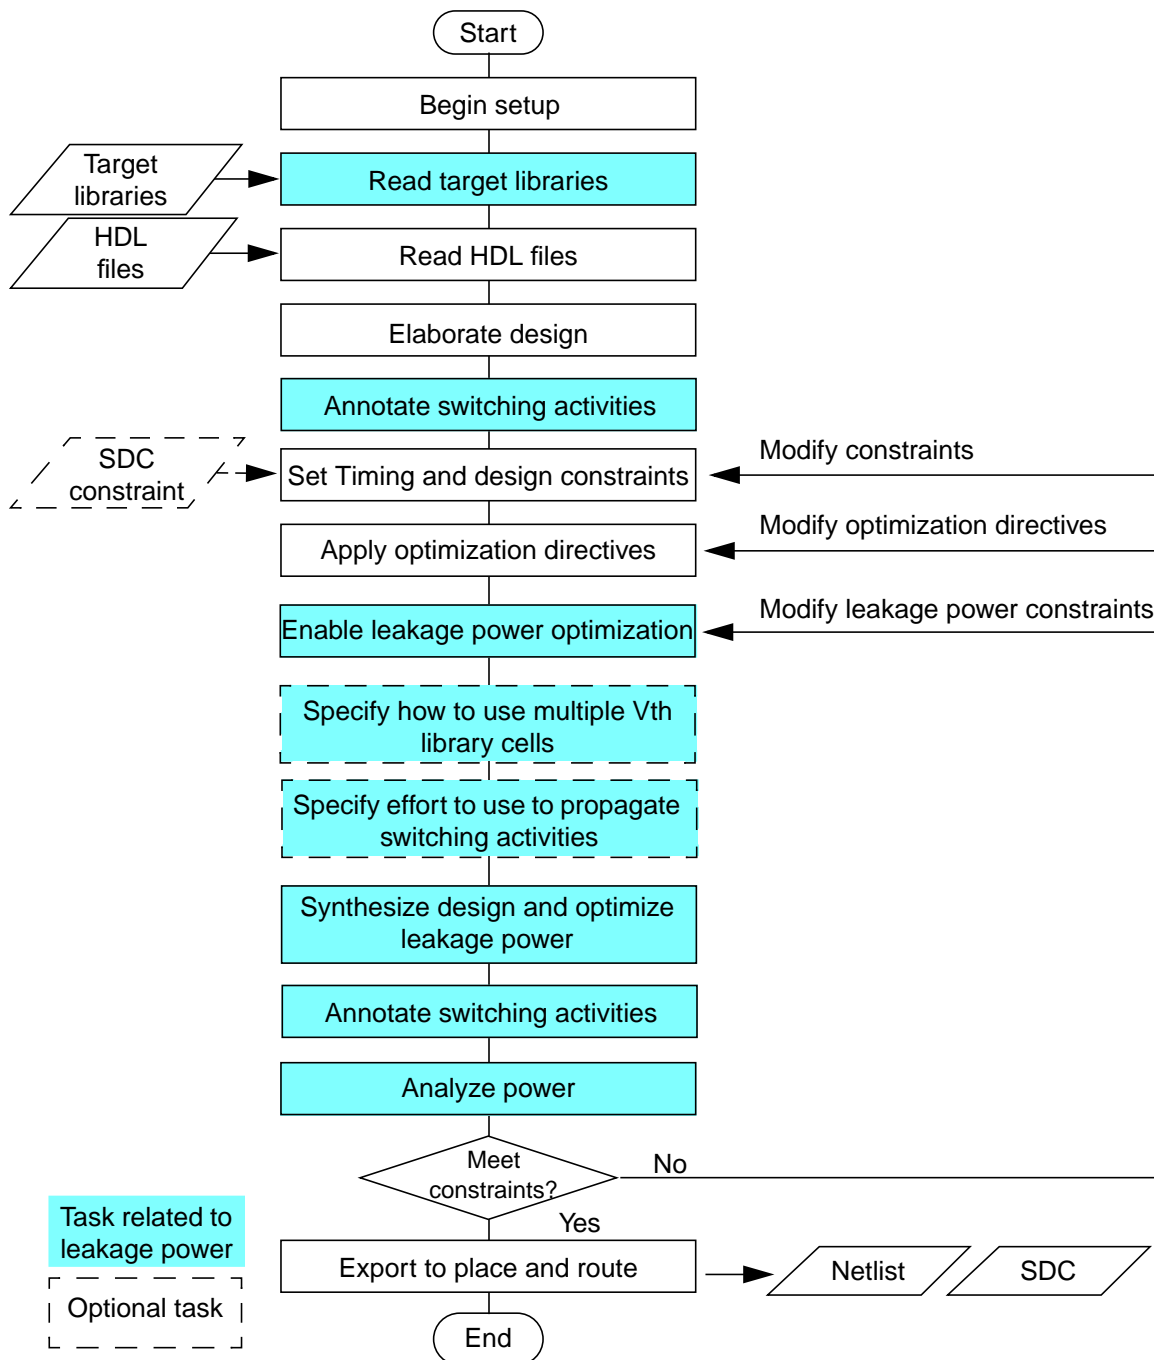 Start
Begin setup
Target
libraries
Read target libraries
HDL
files
Read HDL files
Elaborate design
Annotate switching activities
SDC
constraint
Set Timing and design constraints
Modify constraints
Apply optimization directives
Modify optimization directives
Enable leakage power optimization
Modify leakage power constraints
Specify how to use multiple Vth
library cells
Specify effort to use to propagate
switching activities
Synthesize design and optimize
leakage power
Annotate switching activities
Analyze power
Meet
constraints?
No
Yes
Task related to
leakage power
Export to place and route
Netlist
SDC
Optional task
End